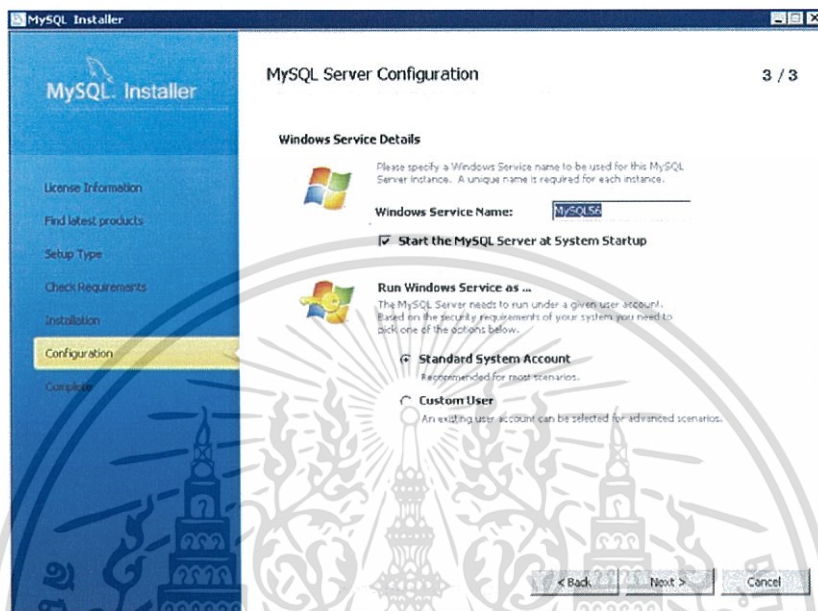 MySQL Installer
MySQL. Installer
MySQL Server Configuration
3 / 3
License Information
Find latest products
Setup Type
Check Requirements
Installation
Configuration
Complete
Windows Service Details
Please specify a Windows Service name to be used for this MySQL
Server instance. A unique name is required for each instance.
Windows Service Name:
MySQL56
Start the MySQL Server at System Startup
Run Windows Service as ...
The MySQL Server needs to run under a given user account.
Based on the security requirements of your system you need to
pick one of the options below.
Standard System Account
Recommended for most scenarios.
Custom User
An existing user account can be selected for advanced scenarios.
< Back
Next >
Cancel